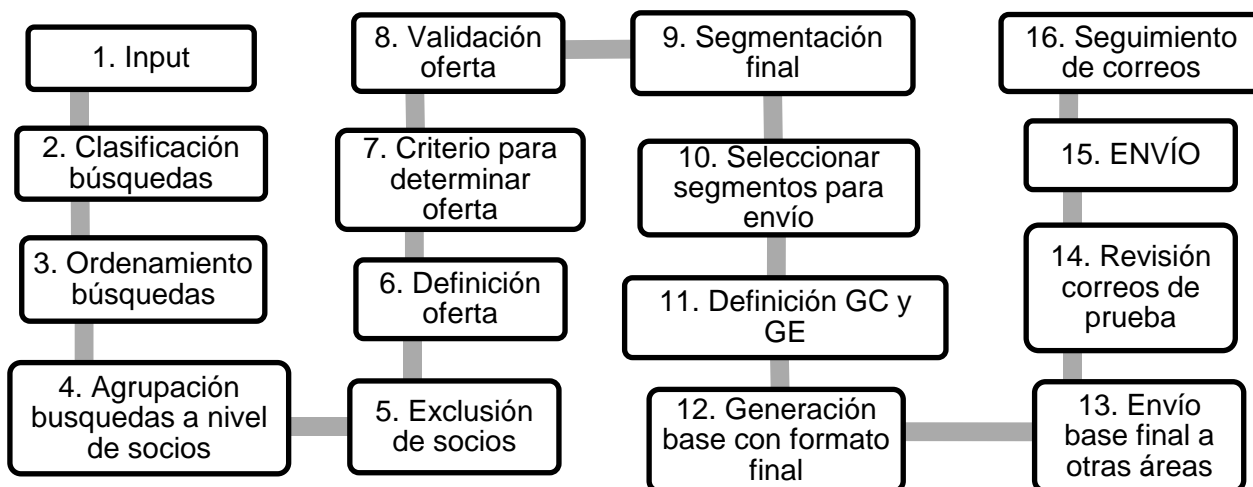 1. Input
2. Clasificación
búsquedas
3. Ordenamiento
búsquedas
4. Agrupación
busquedas a nivel
de socios
5. Exclusión
de socios
6. Definición
oferta
7. Criterio para
determinar
oferta
8. Validación
oferta
9. Segmentación
final
10. Seleccionar
segmentos para
envío
11. Definición GC y
GE
12. Generación
base con formato
final
13. Envío
base final a
otras áreas
14. Revisión
correos de
prueba
15. ENVÍO
16. Seguimiento
de correos